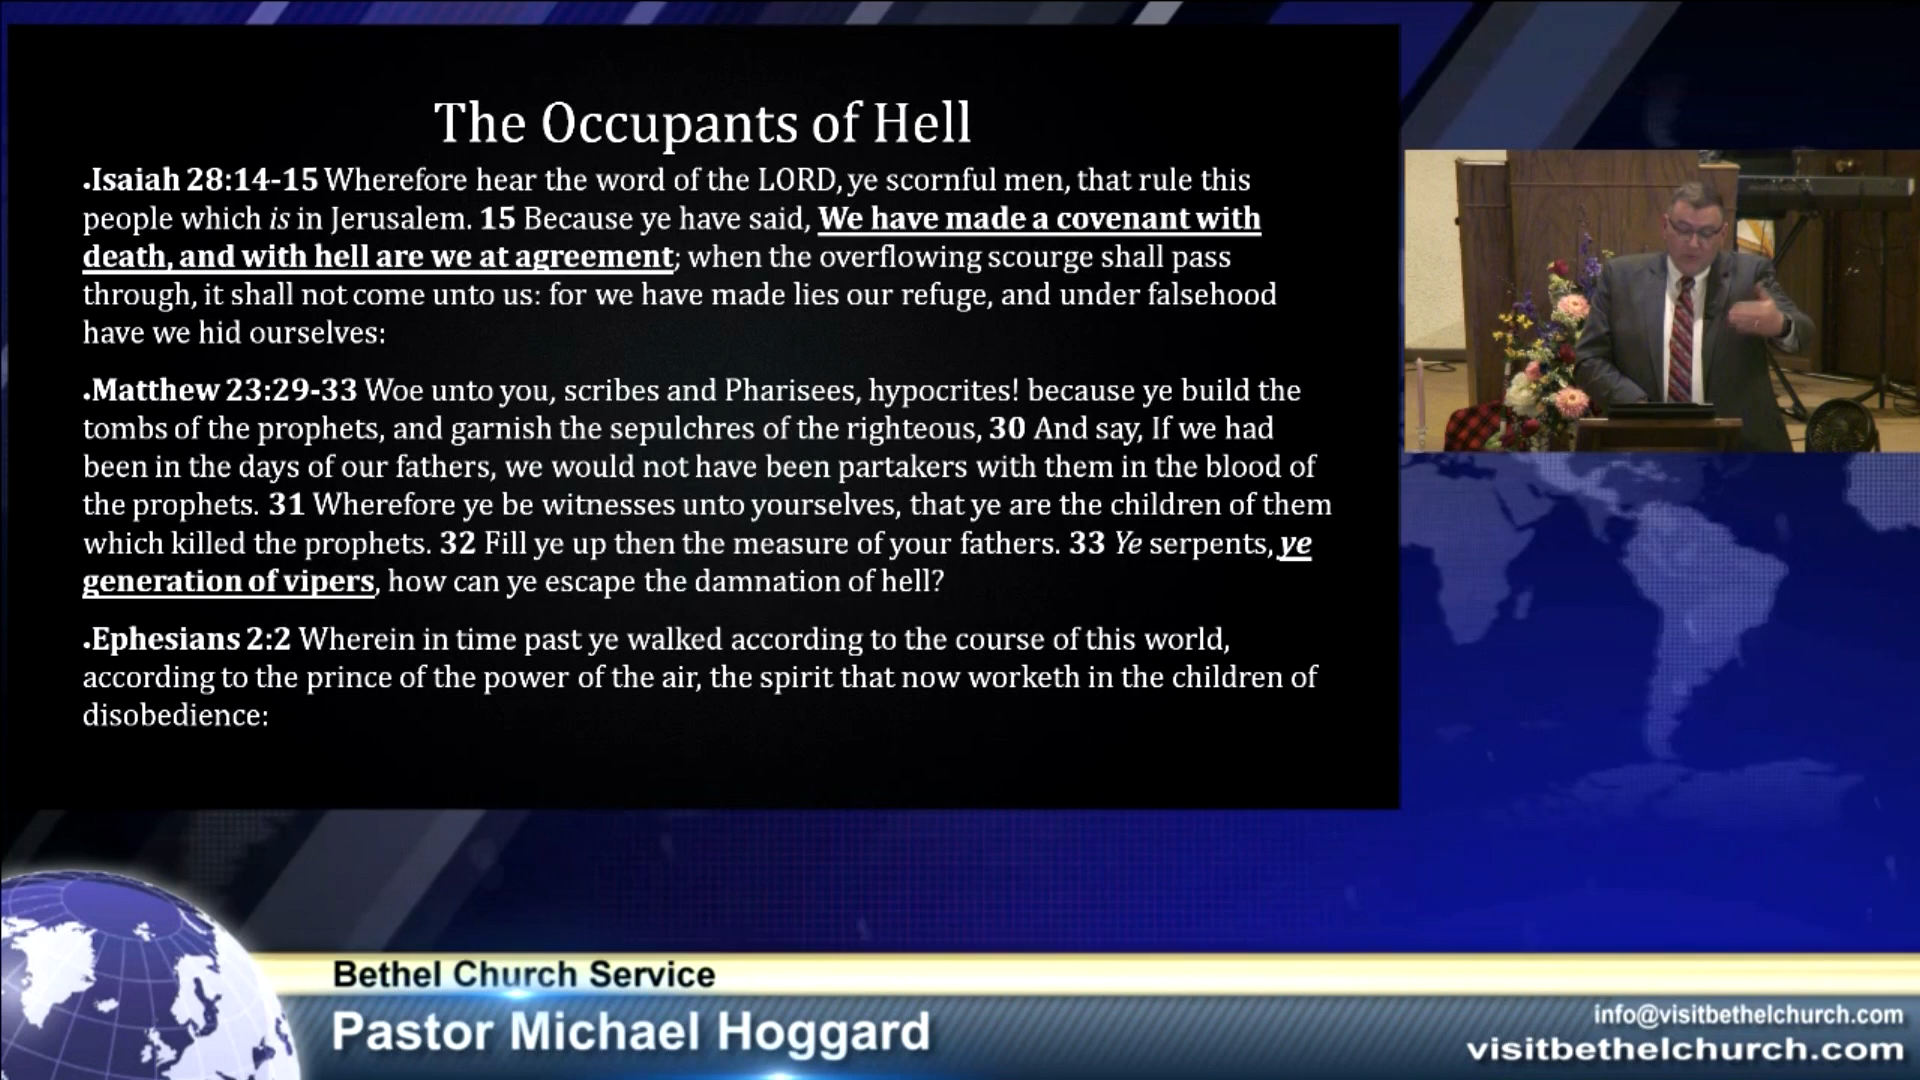 The Occupants of Hell
•Isaiah 28:14-15 Wherefore hear the word of the LORD, ye scornful men, that rule this
people which is in Jerusalem. 15 Because ye have said, We have made a covenant with
death, and with hell are we at agreement; when the overflowing scourge shall pass
through, it shall not come unto us: for we have made lies our refuge, and under falsehood
have we hid ourselves:
•Matthew 23:29-33 Woe unto you, scribes and Pharisees, hypocrites! because ye build the
tombs of the prophets, and garnish the sepulchres of the righteous, 30 And say, If we had
been in the days of our fathers, we would not have been partakers with them in the blood of
the prophets. 31 Wherefore ye be witnesses unto yourselves, that ye are the children of them
which killed the prophets. 32 Fill ye up then the measure of your fathers. 33 Ye serpents, ye
generation of vipers, how can ye escape the damnation of hell?
•Ephesians 2:2 Wherein in time past ye walked according to the course of this world,
according to the prince of the power of the air, the spirit that now worketh in the children of
disobedience:
Bethel Church Service
Pastor Michael Hoggard
info@visitbethelchurch.com
visitbethelchurch.com